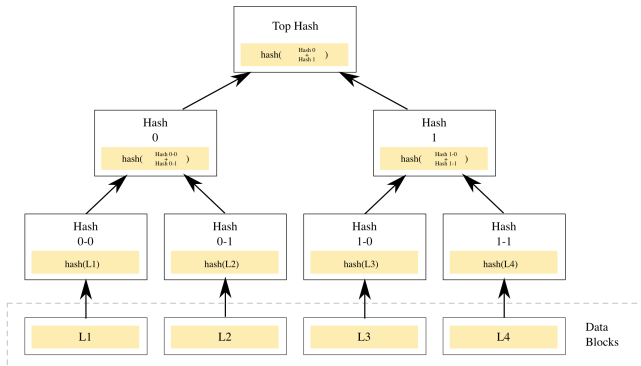 Top Hash
hash( Hash 0 + Hash 1 )
Hash
0
hash( Hash 0-0 + Hash 0-1 )
Hash
1
hash( Hash 1-0 + Hash 1-1 )
Hash
0-0
hash(L1)
Hash
0-1
hash(L2)
Hash
1-0
hash(L3)
Hash
1-1
hash(L4)
L1
L2
L3
L4
Data
Blocks